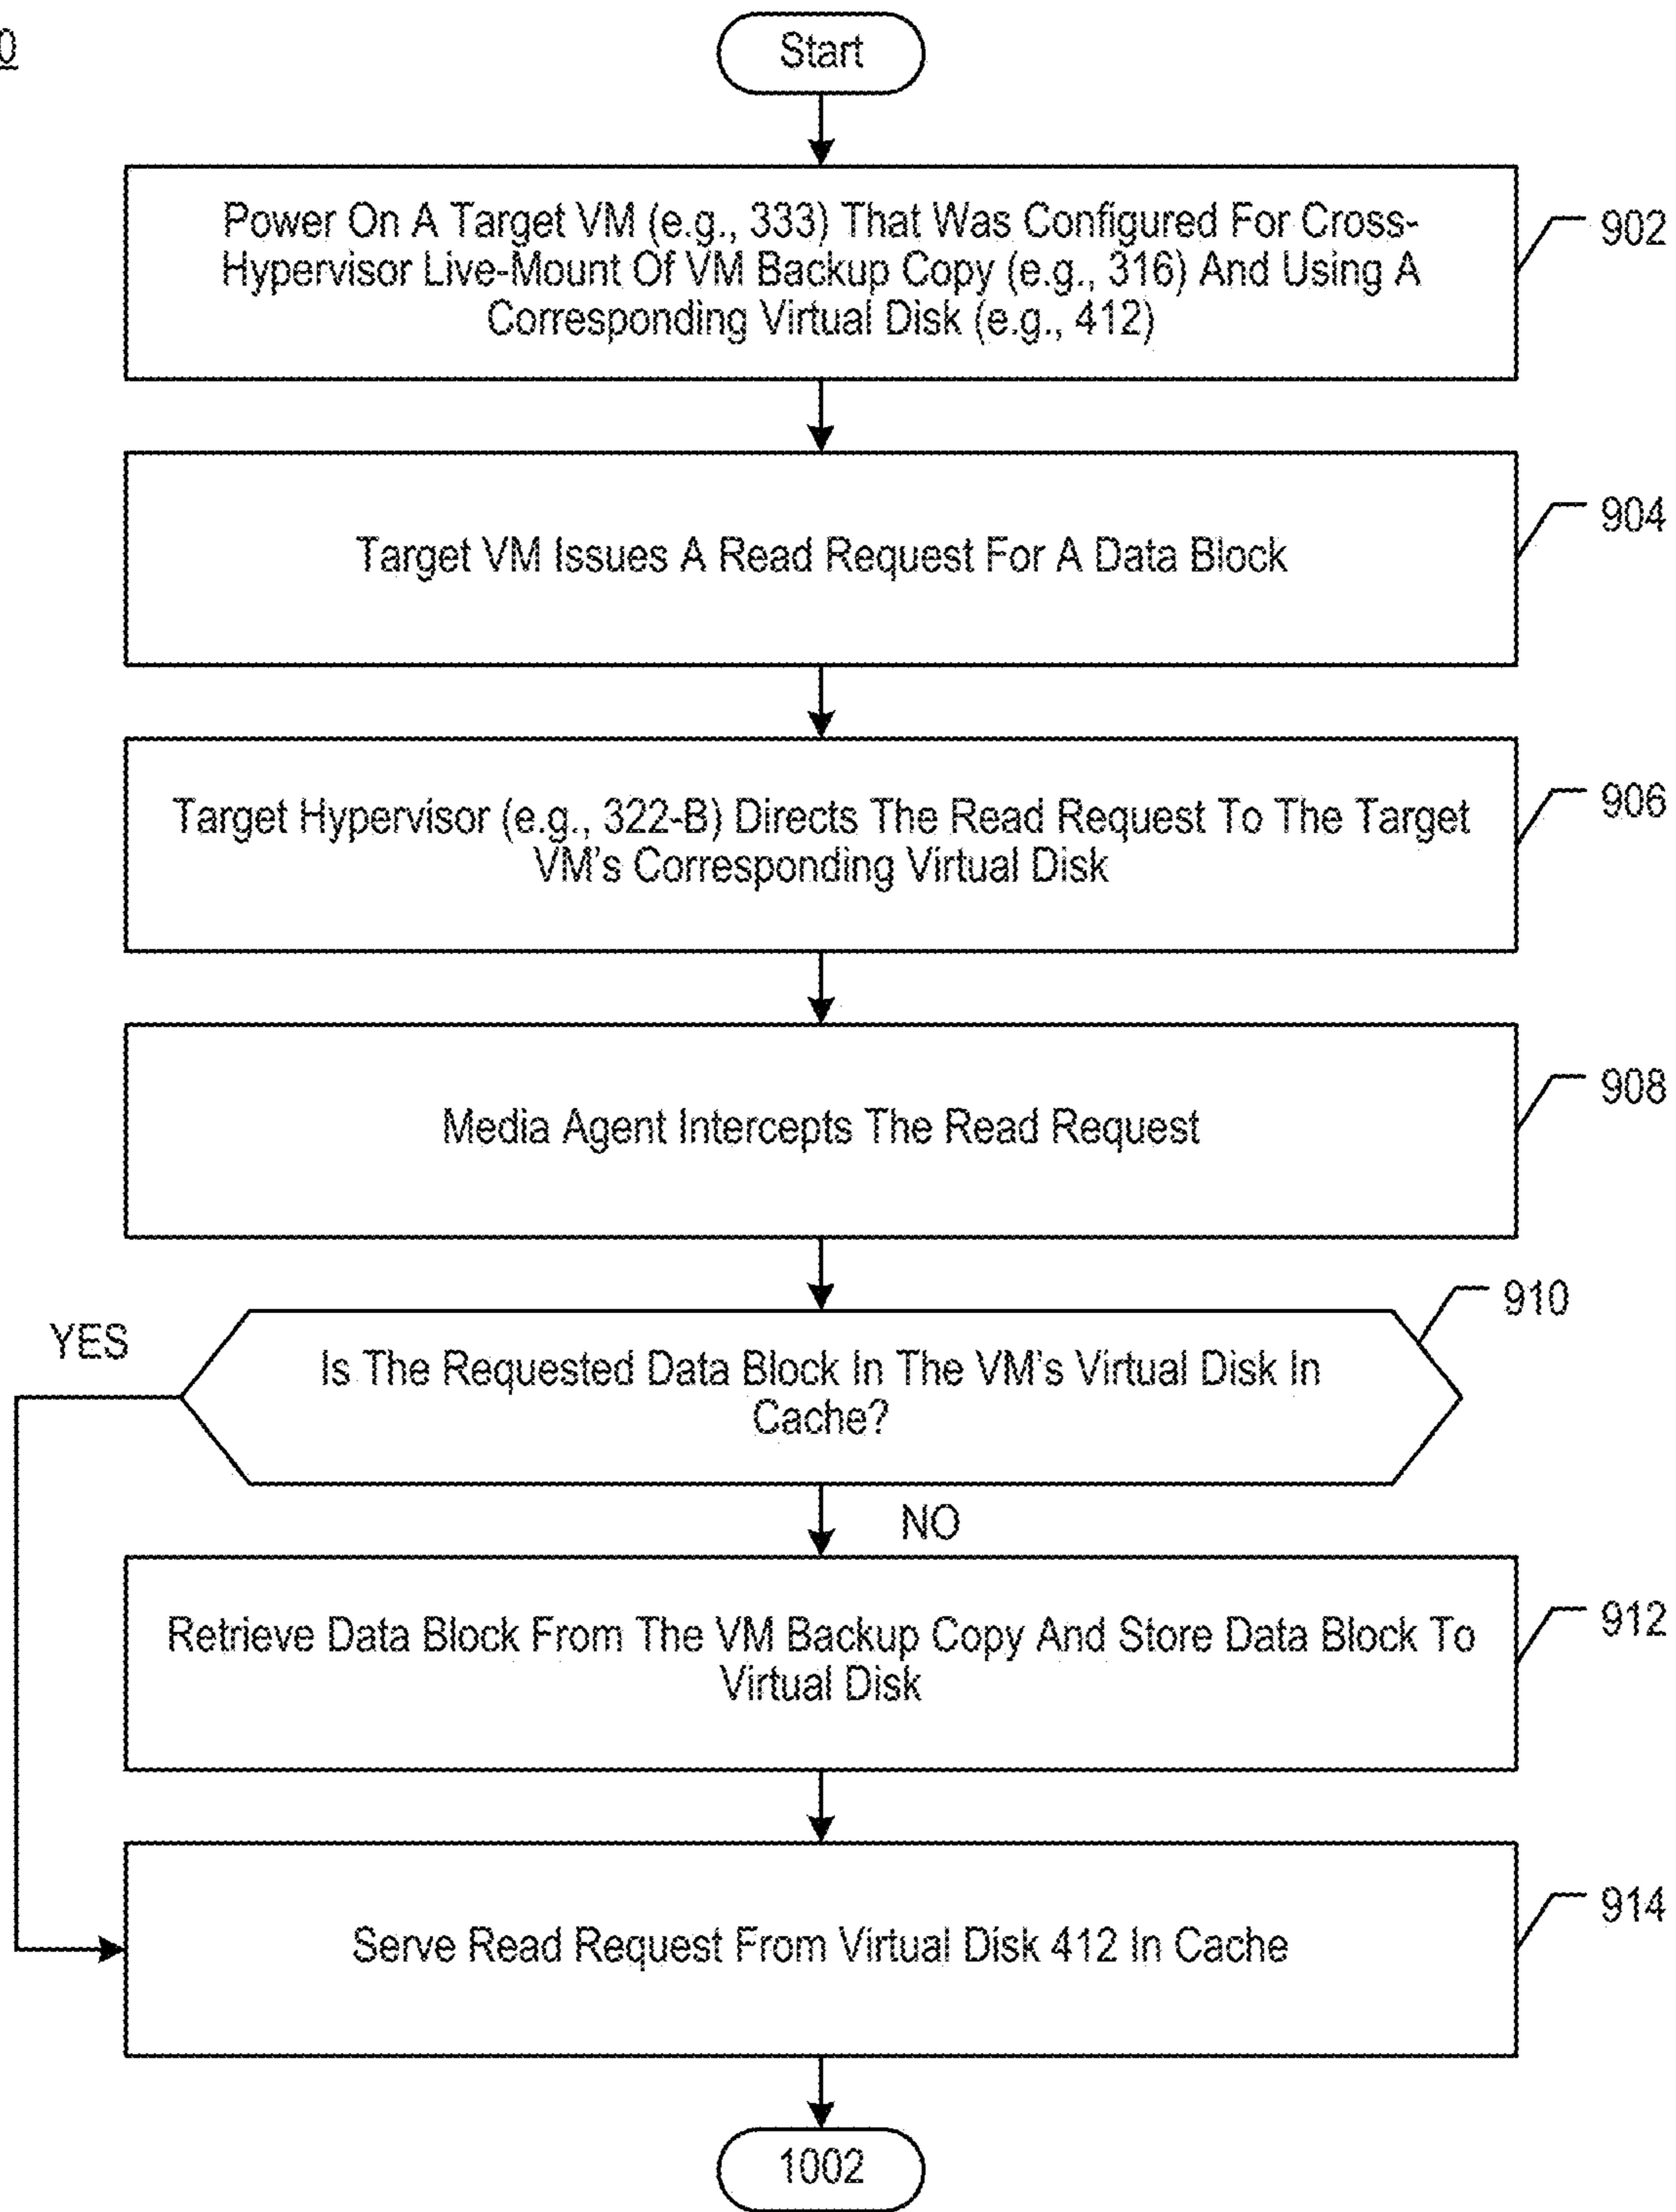 0
Start
Power On A Target VM (e.g., 333) That Was Configured For Cross-
Hypervisor Live-Mount Of VM Backup Copy (e.g., 316) And Using A
Corresponding Virtual Disk (e.g., 412)
902
Target VM Issues A Read Request For A Data Block
904
Target Hypervisor (e.g., 322-B) Directs The Read Request To The Target
VM's Corresponding Virtual Disk
906
Media Agent Intercepts The Read Request
908
910
YES
Is The Requested Data Block In The VM's Virtual Disk In
Cache?
NO
Retrieve Data Block From The VM Backup Copy And Store Data Block To
Virtual Disk
912
Serve Read Request From Virtual Disk 412 In Cache
914
1002